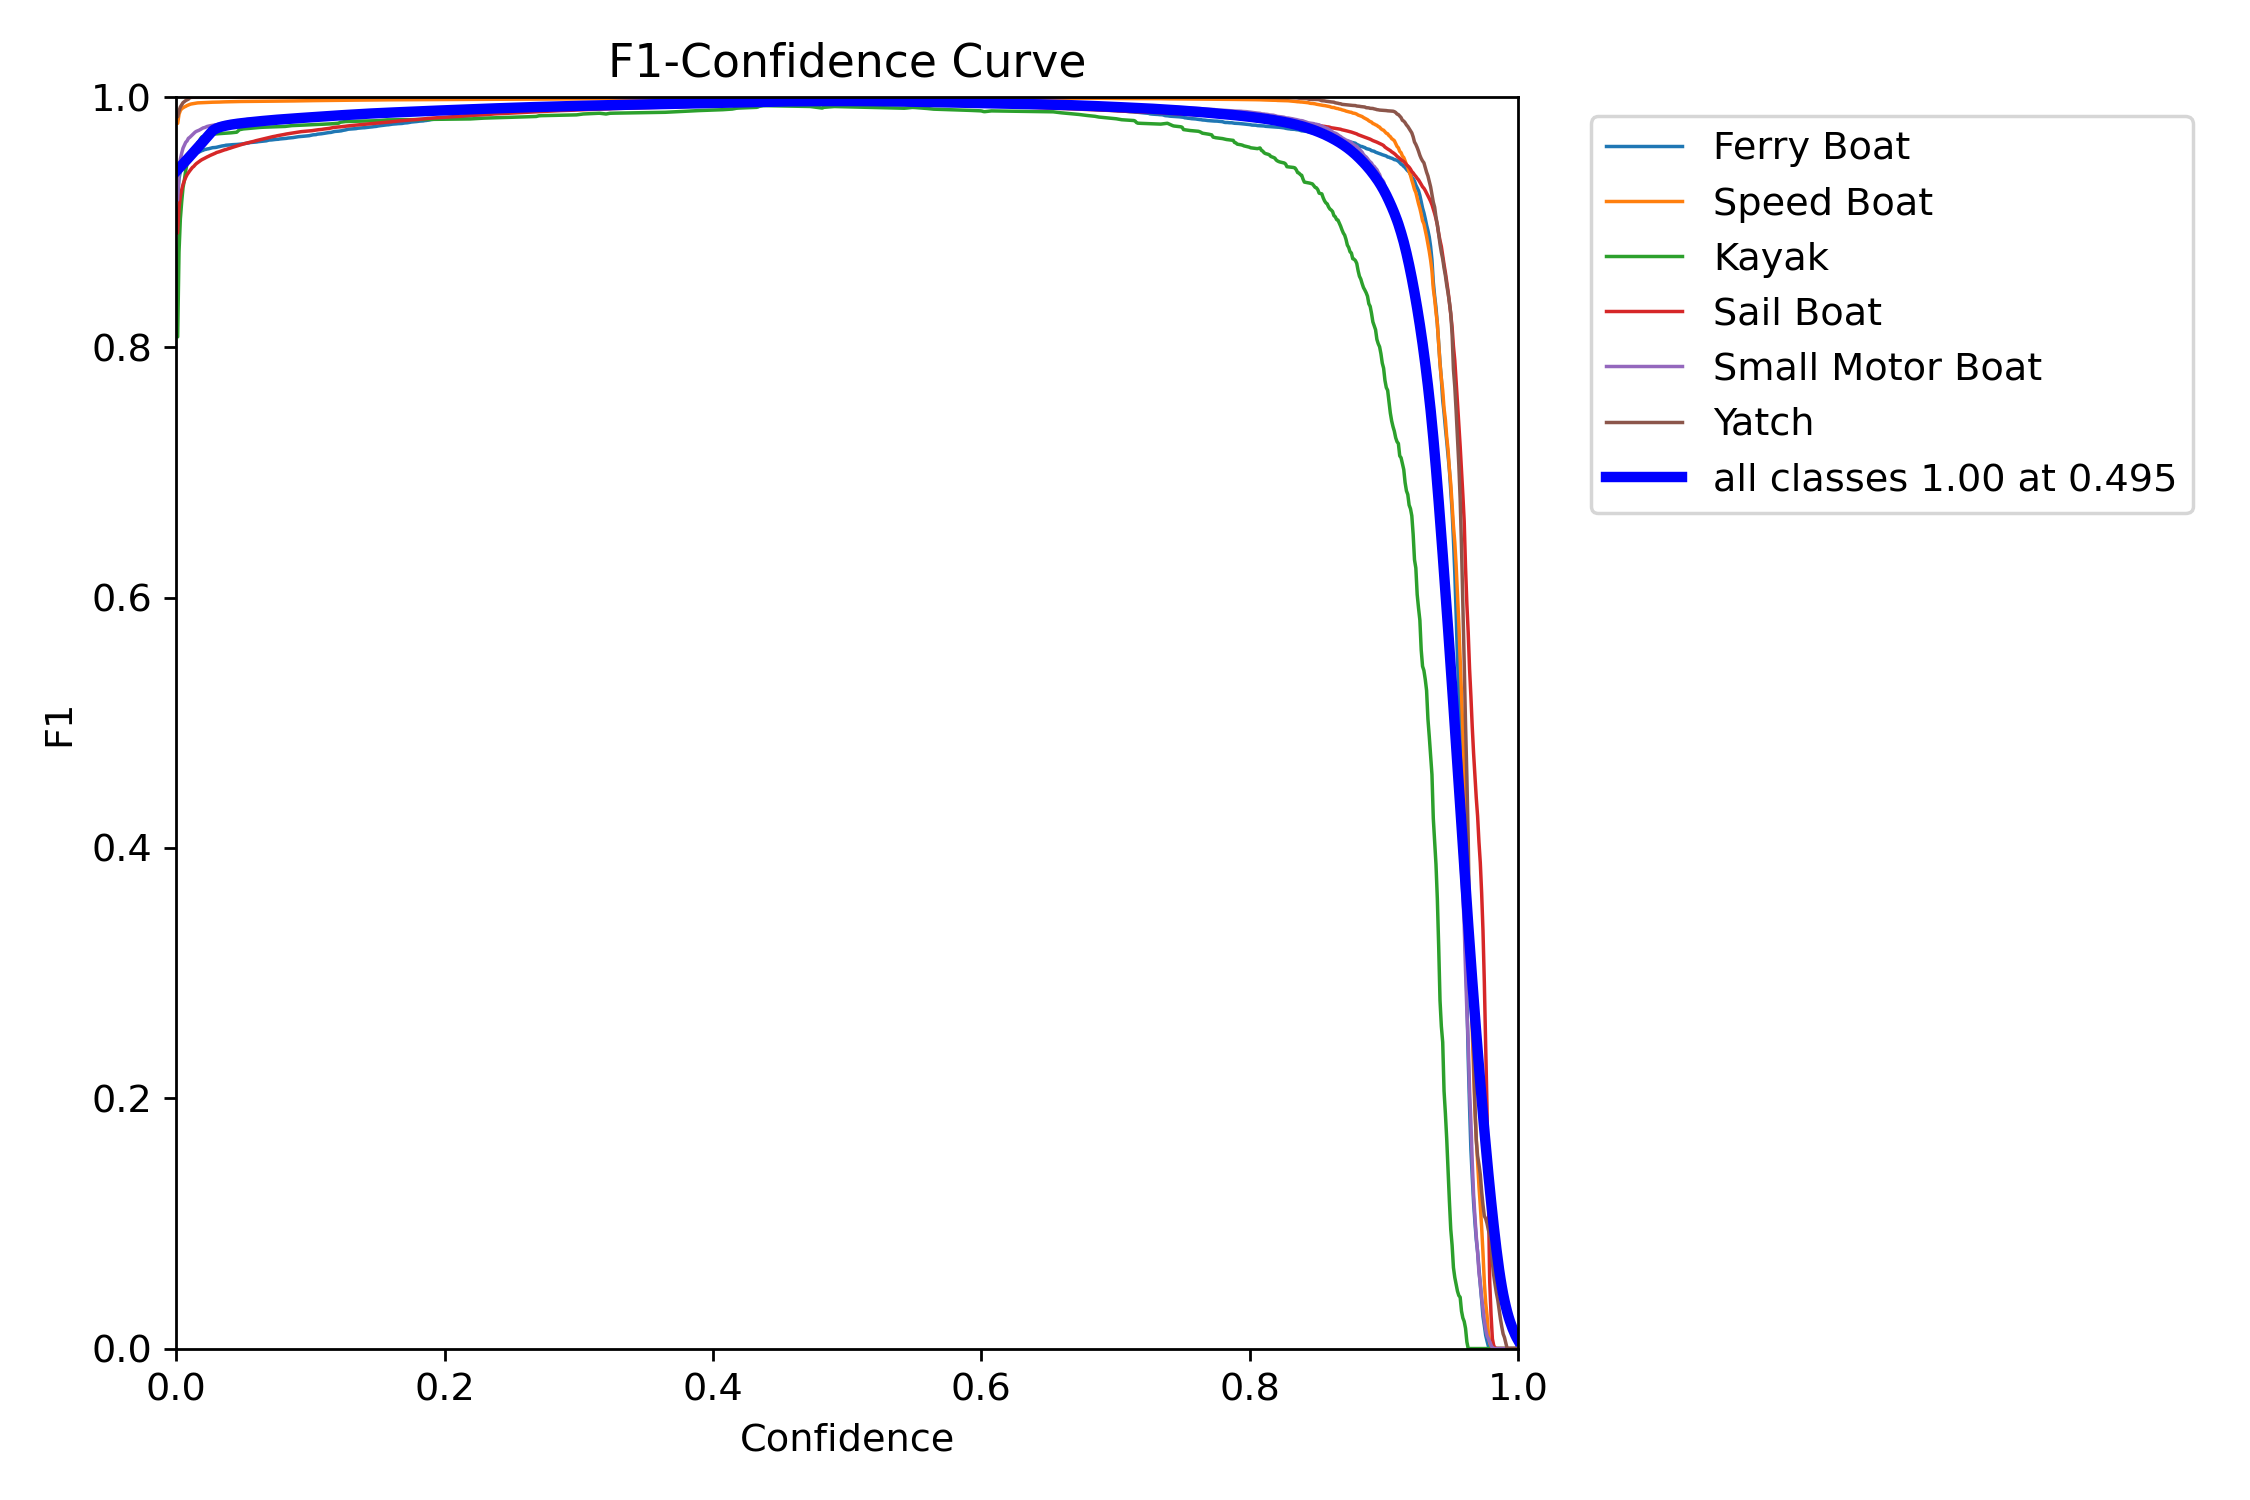 F1-Confidence Curve
1.0
0.8
0.6
0.4
0.2
0.0
F1
0.0 0.2 0.4 0.6 0.8 1.0
Confidence
Ferry Boat
Speed Boat
Kayak
Sail Boat
Small Motor Boat
Yatch
all classes 1.00 at 0.495